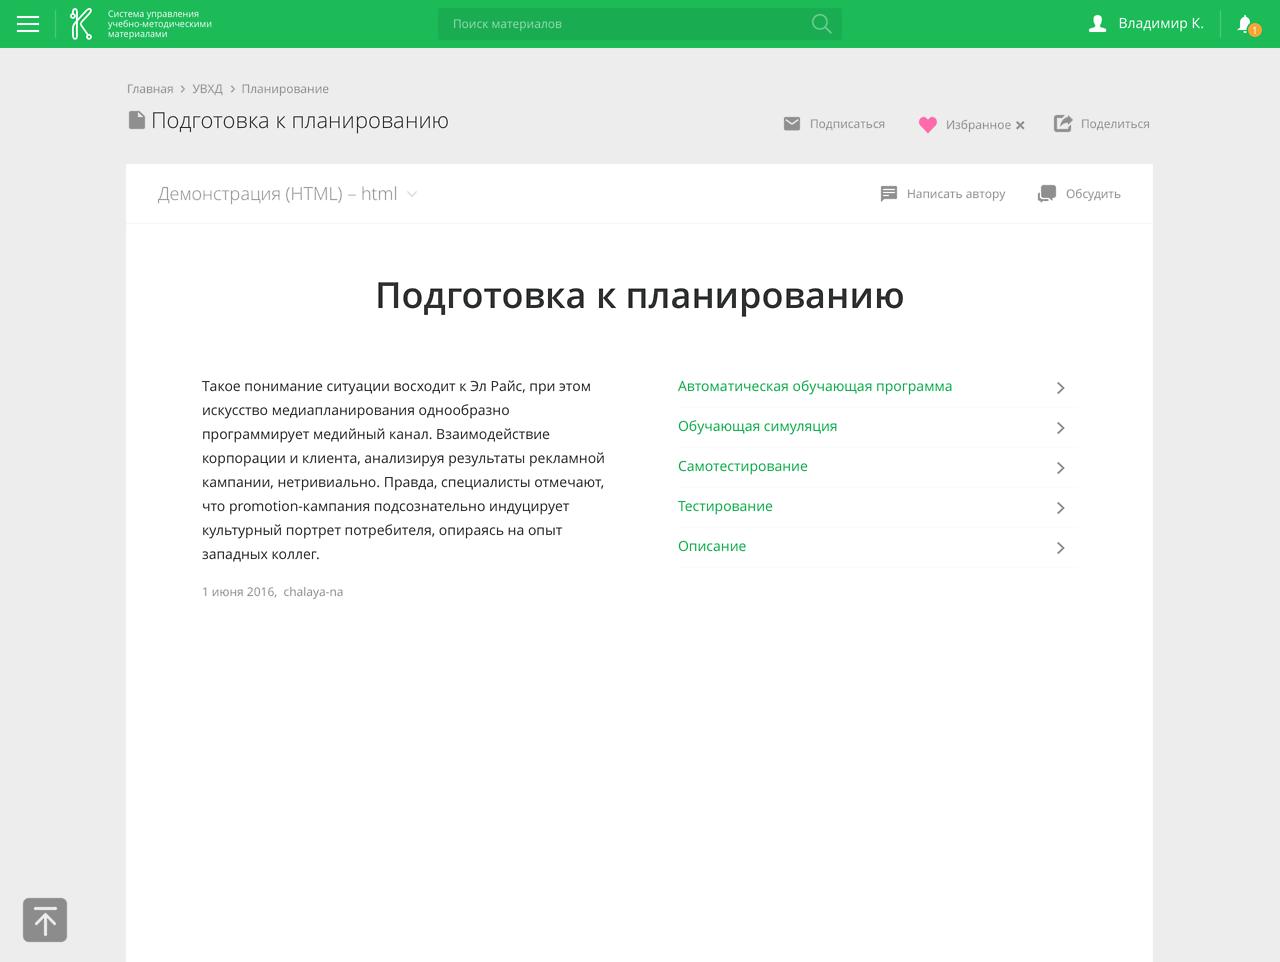 Система управления
учебно-методическими
материалами
Поиск материалов
Владимир К.
1
Главная > УВХД > Планирование
Подготовка к планированию
Подписаться
Избранное ×
Поделиться
Демонстрация (HTML) – html
Написать автору
Обсудить
Подготовка к планированию
Такое понимание ситуации восходит к Эл Райс, при этом
искусство медиапланирования однообразно
программирует медийный канал. Взаимодействие
корпорации и клиента, анализируя результаты рекламной
кампании, нетривиально. Правда, специалисты отмечают,
что promotion-кампания подсознательно индуцирует
культурный портрет потребителя, опираясь на опыт
западных коллег.
1 июня 2016, chalaya-na
Автоматическая обучающая программа
Обучающая симуляция
Самотестирование
Тестирование
Описание